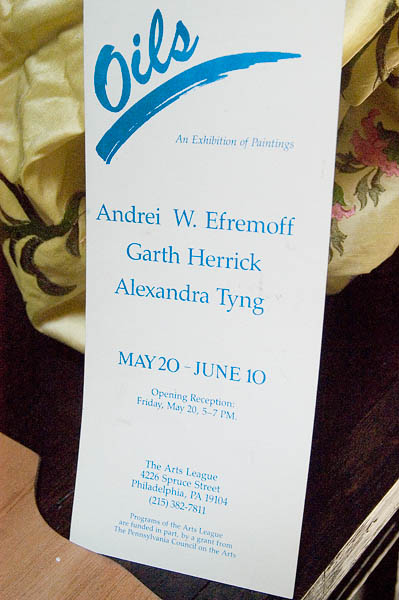 Oils
An Exhibition of Paintings
Andrei W. Efremoff
Garth Herrick
Alexandra Tyng
MAY 20 - JUNE 10
Opening Reception:
Friday, May 20, 5-7 PM.
The Arts League
4226 Spruce Street
Philadelphia, PA 19104
(215) 382-7811
Programs of the Arts League
are funded in part, by a grant from
The Pennsylvania Council on the Arts